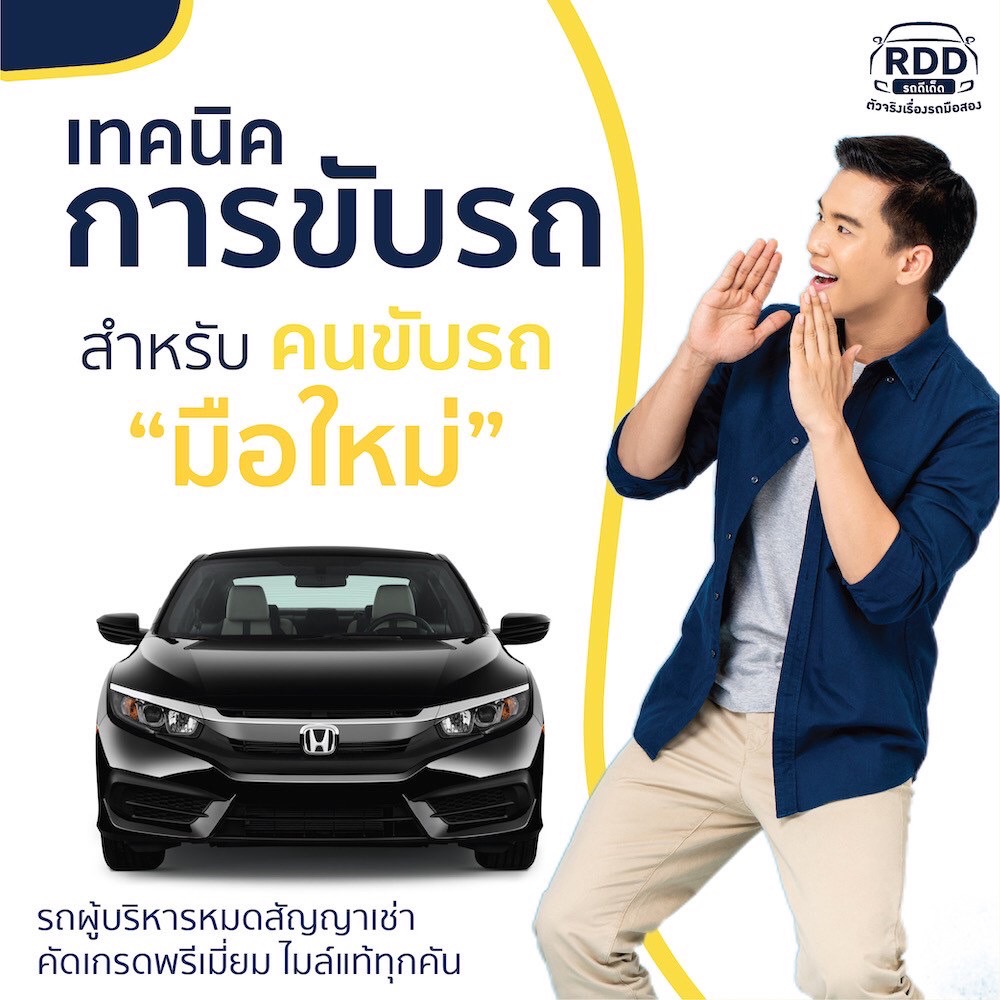 RDD
รถดีเด็ด
ตัวจริงเรื่องรถมือสอง
เทคนิค
การขับรถ
สำหรับ คนขับรถ
“มือใหม่”
รถผู้บริหารหมดสัญญาเช่า
คัดเกรดพรีเมี่ยม ไมล์แท้ทุกคัน